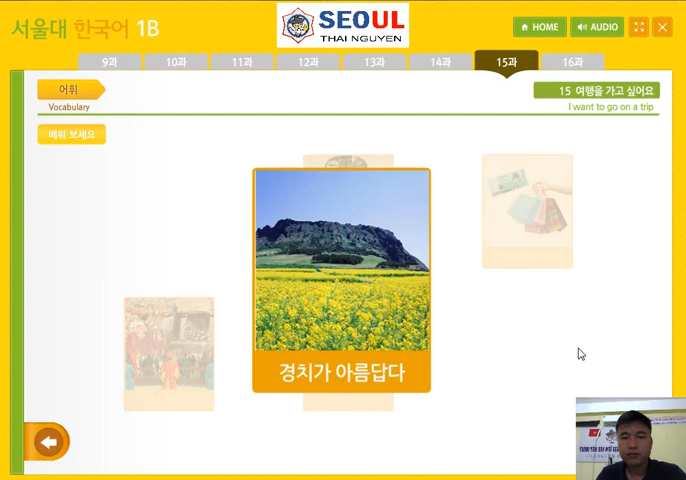 서울대 한국어 1B
SEOUL
THAI NGUYEN
HOME
AUDIO
9과
10과
11과
12과
13과
14과
15과
16과
어휘
Vocabulary
15 여행을 가고 싶어요
I want to go on a trip
배워 보세요
경치가 아름답다